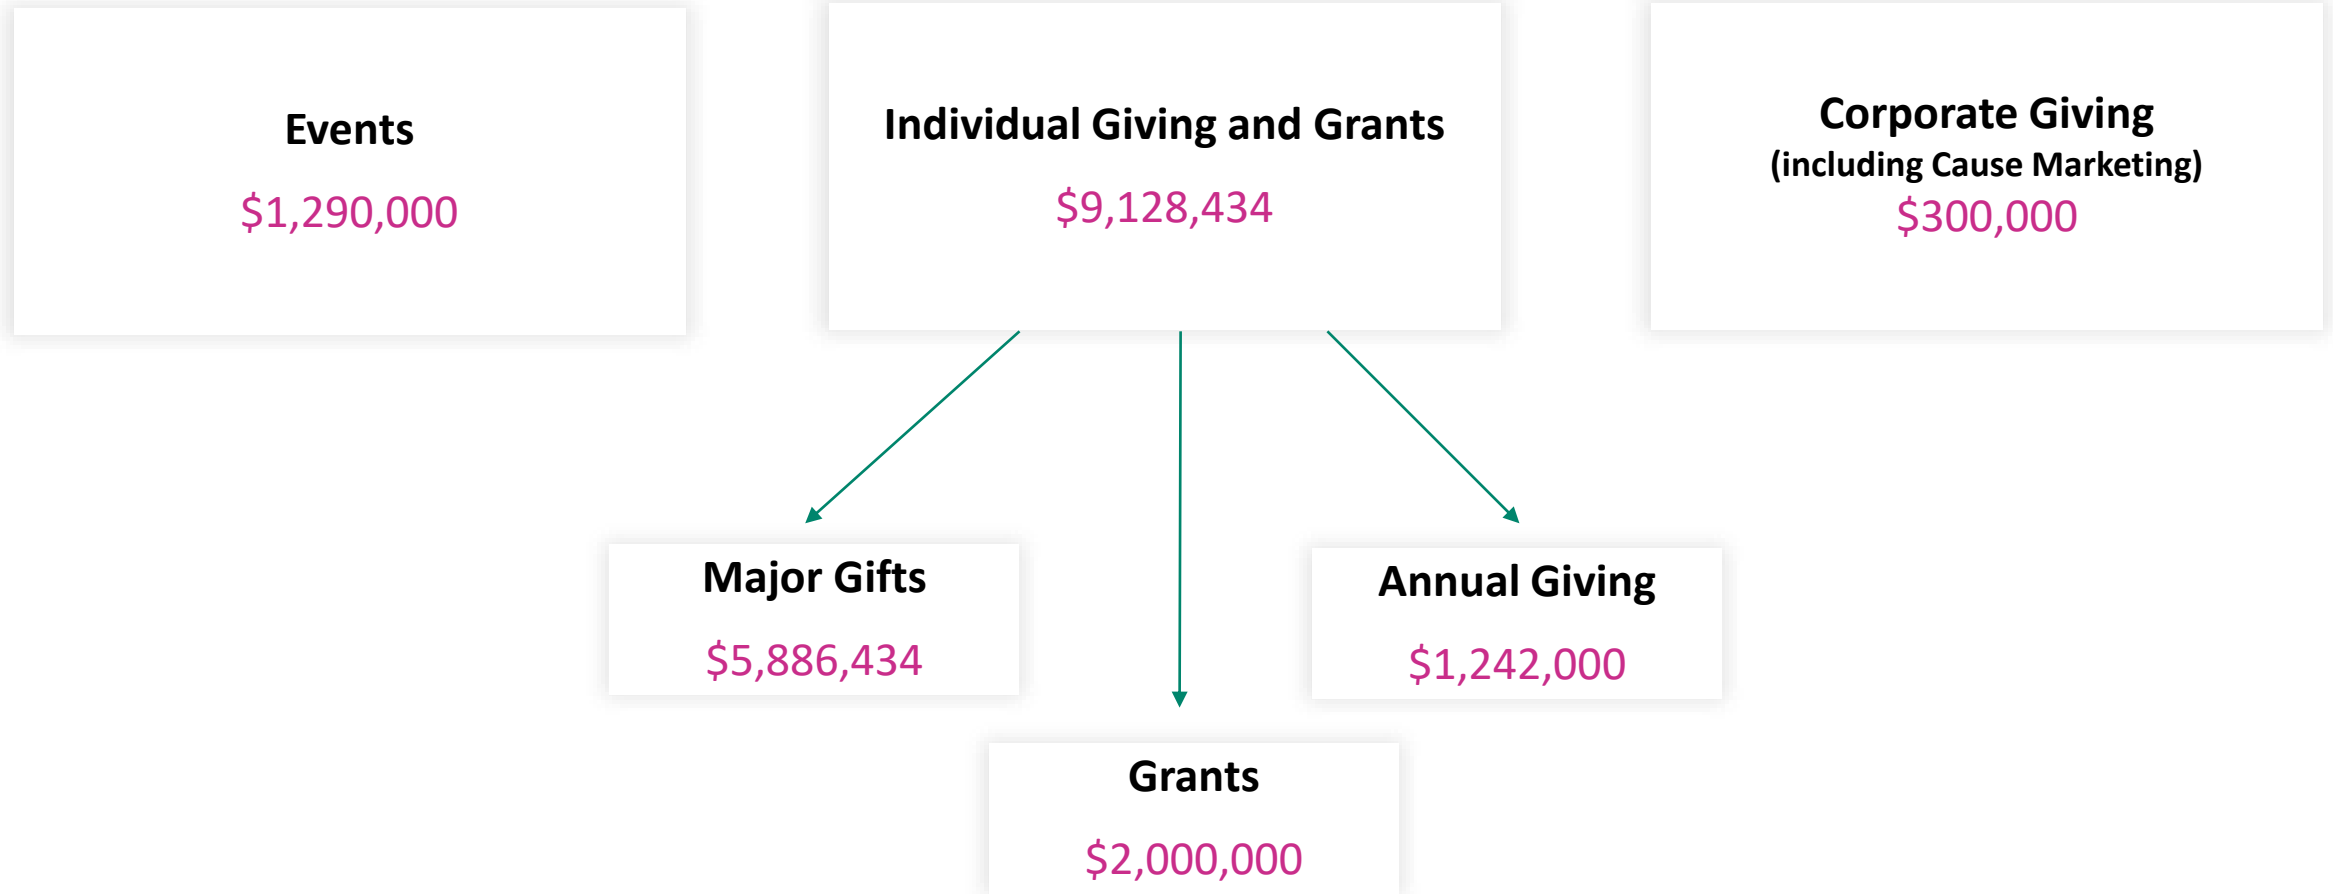 Events
$1,290,000
Individual Giving and Grants
$9,128,434
Corporate Giving
(including Cause Marketing)
$300,000
Major Gifts
$5,886,434
Annual Giving
$1,242,000
Grants
$2,000,000